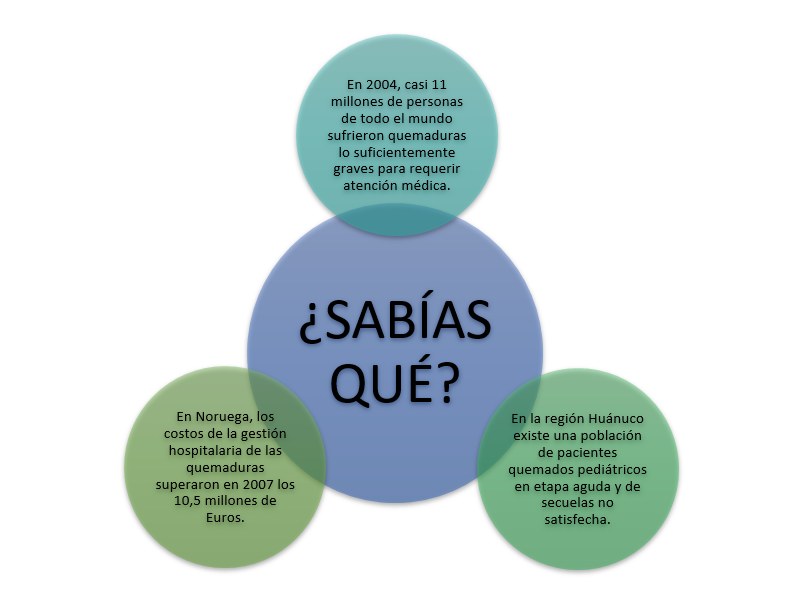 En 2004, casi 11
millones de personas
de todo el mundo
sufrieron quemaduras
lo suficientemente
graves para requerir
atención médica.
¿SABÍAS
QUÉ?
En Noruega, los
costos de la gestión
hospitalaria de las
quemaduras
superaron en 2007 los
10,5 millones de
Euros.
En la región Huánuco
existe una población
de pacientes
quemados pediátricos
en etapa aguda y de
secuelas no
satisfecha.